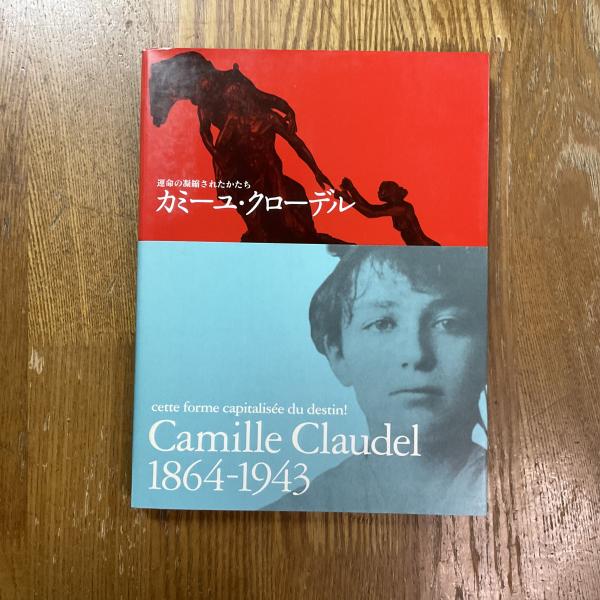 運命の凝縮されたかたち
カミーユ・クローデル
cette forme capitalisée du destin!
Camille Claudel
1864-1943